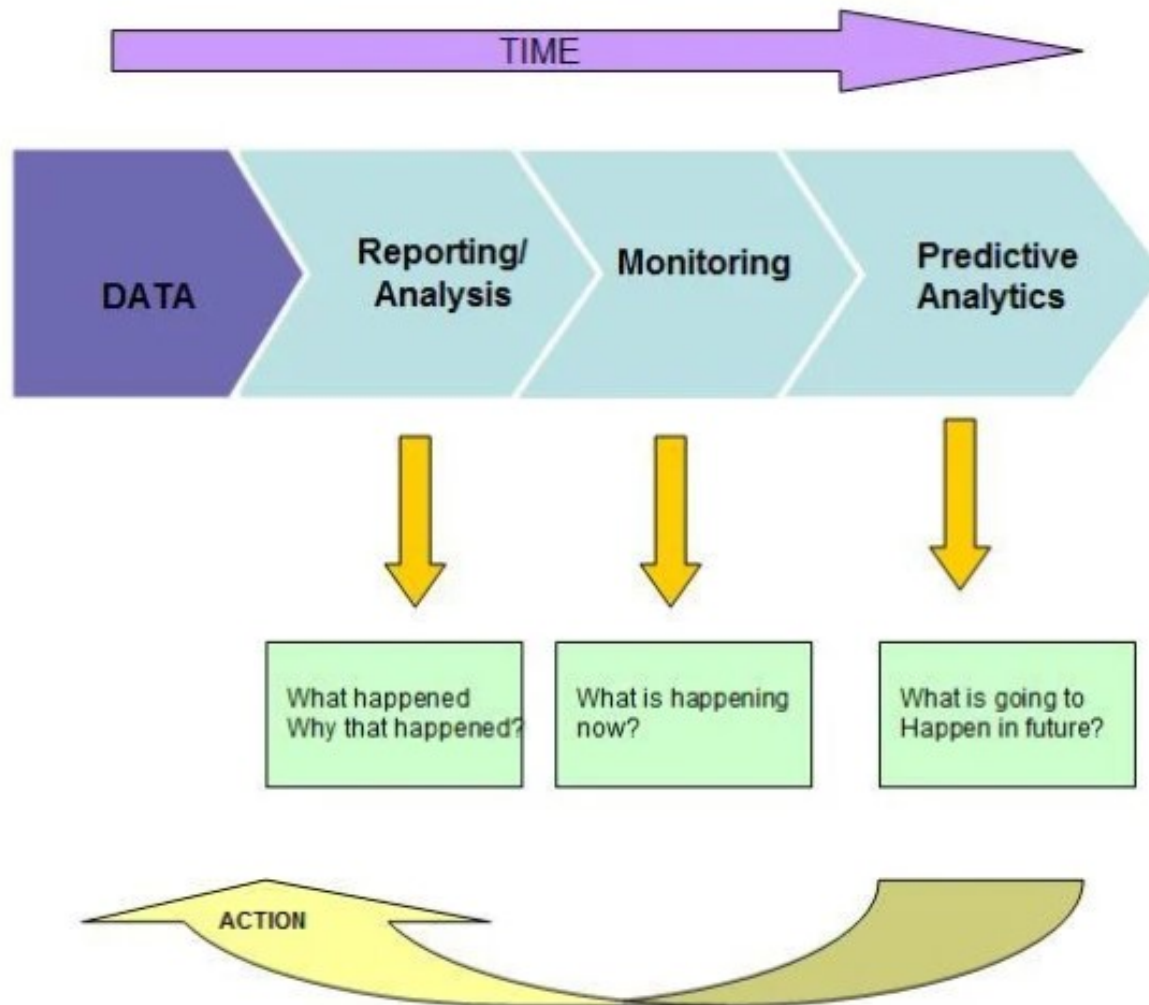 TIME
DATA
Reporting/
Analysis
Monitoring
Predictive
Analytics
What happened
Why that happened?
What is happening
now?
What is going to
Happen in future?
ACTION